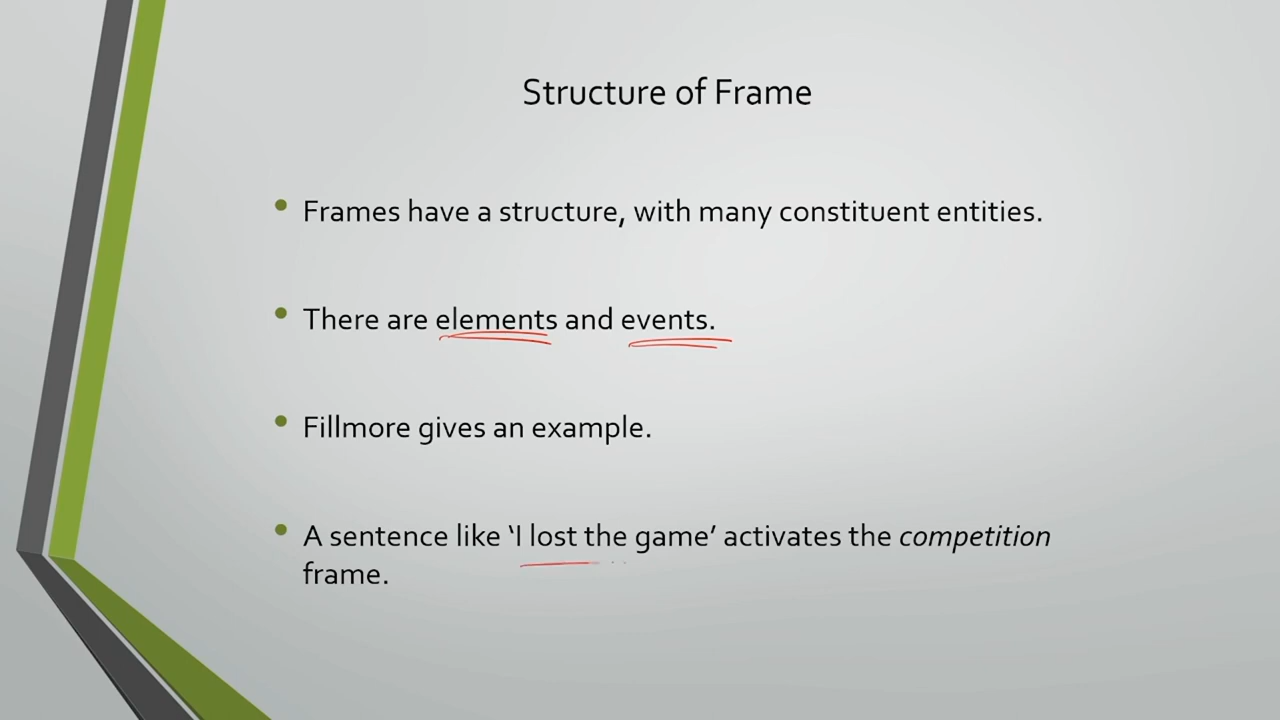 Structure of Frame
Frames have a structure, with many constituent entities.
There are elements and events.
Fillmore gives an example.
A sentence like ‘I lost the game’ activates the competition
frame.